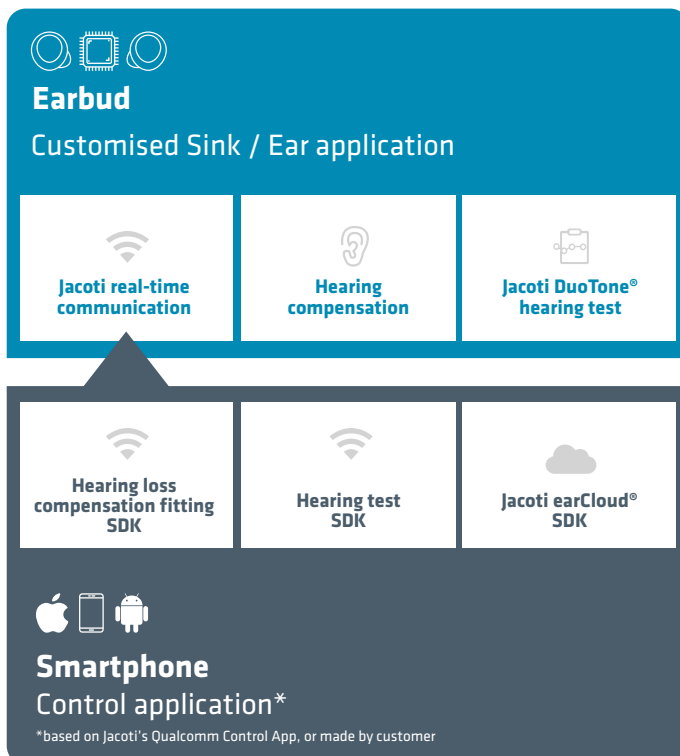 Earbud
Customised Sink / Ear application
Jacoti real-time
communication
Hearing
compensation
Jacoti DuoTone®
hearing test
Hearing loss
compensation fitting
SDK
Hearing test
SDK
Jacoti earCloud®
SDK
Smartphone
Control application*
*based on Jacoti's Qualcomm Control App, or made by customer